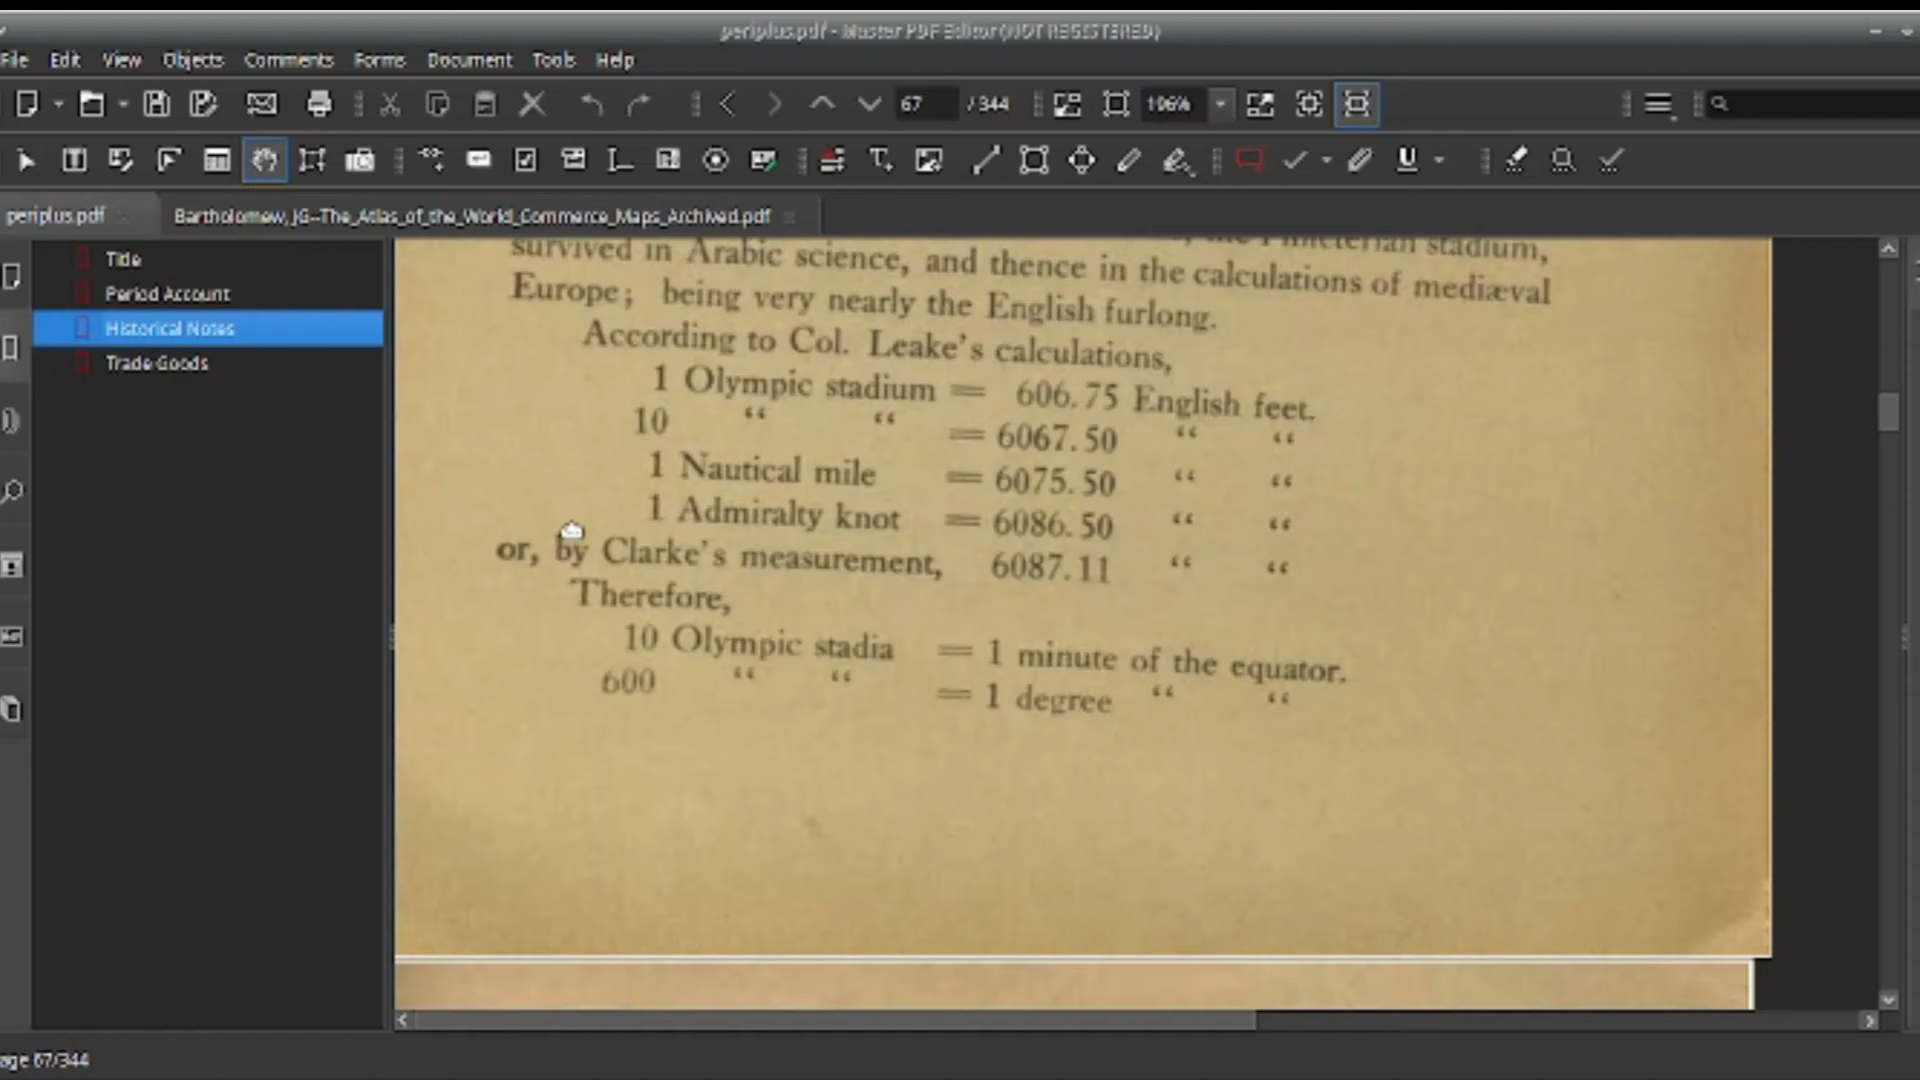 periplus.pdf - Master PDF Editor (NOT REGISTERED)
File Edit View Objects Comments Forms Document Tools Help
67 / 344 106%
periplus.pdf Bartholomew, JG--The_Atlas_of_the_World_Commerce_Maps_Archived.pdf
Title
Period Account
Historical Notes
Trade Goods
stadium,
survived in Arabic science, and thence in the calculations of mediæval
Europe; being very nearly the English furlong.
According to Col. Leake's calculations,
1 Olympic stadium = 606.75 English feet.
10 “ “ = 6067.50 “ “
1 Nautical mile = 6075.50 “ “
1 Admiralty knot = 6086.50 “ “
or, by Clarke's measurement, 6087.11 “ “
Therefore,
10 Olympic stadia = 1 minute of the equator.
600 “ “ = 1 degree “ “
age 67/344